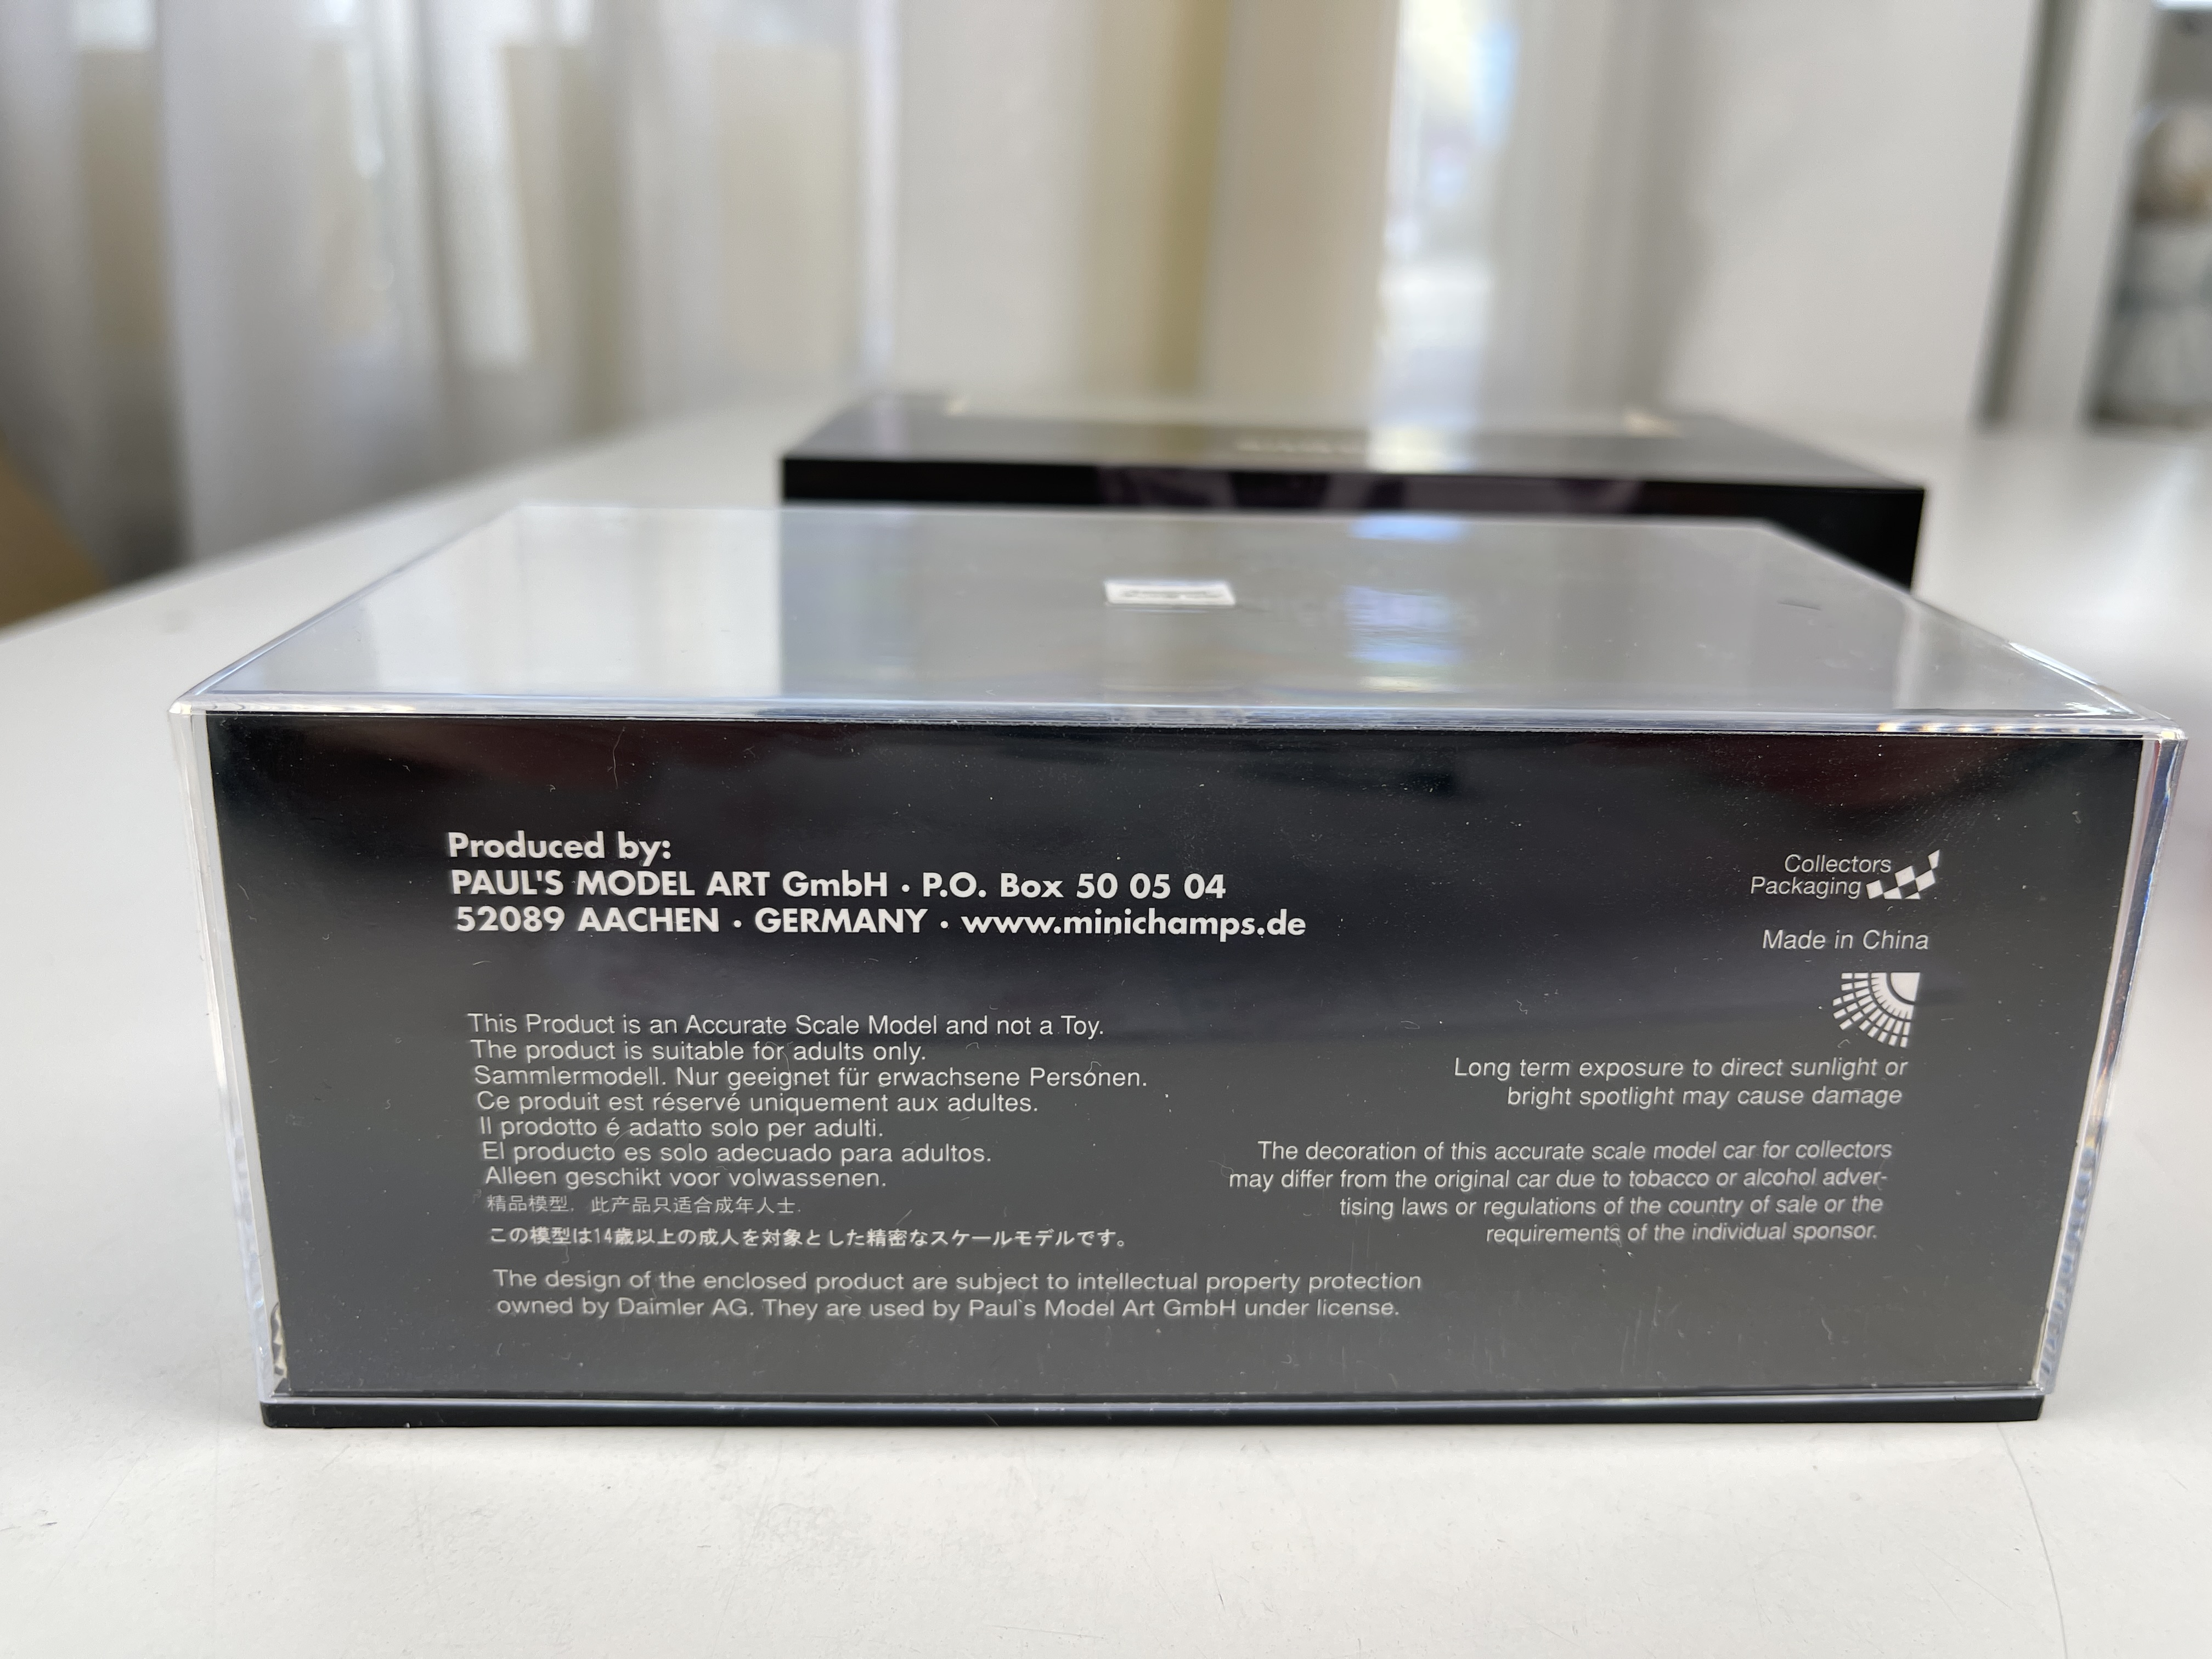 Produced by:
PAUL'S MODEL ART GmbH · P.O. Box 50 05 04
52089 AACHEN · GERMANY · www.minichamps.de
This Product is an Accurate Scale Model and not a Toy.
The product is suitable for adults only.
Sammlermodell. Nur geeignet für erwachsene Personen.
Ce produit est réservé uniquement aux adultes.
Il prodotto é adatto solo per adulti.
El producto es solo adecuado para adultos.
Alleen geschikt voor volwassenen.
精品模型，此产品只适合成年人士.
この模型は14歳以上の成人を対象とした精密なスケールモデルです。
The design of the enclosed product are subject to intellectual property protection
owned by Daimler AG. They are used by Paul`s Model Art GmbH under license.
Collectors
Packaging
Made in China
Long term exposure to direct sunlight or
bright spotlight may cause damage
The decoration of this accurate scale model car for collectors
may differ from the original car due to tobacco or alcohol adver-
tising laws or regulations of the country of sale or the
requirements of the individual sponsor.